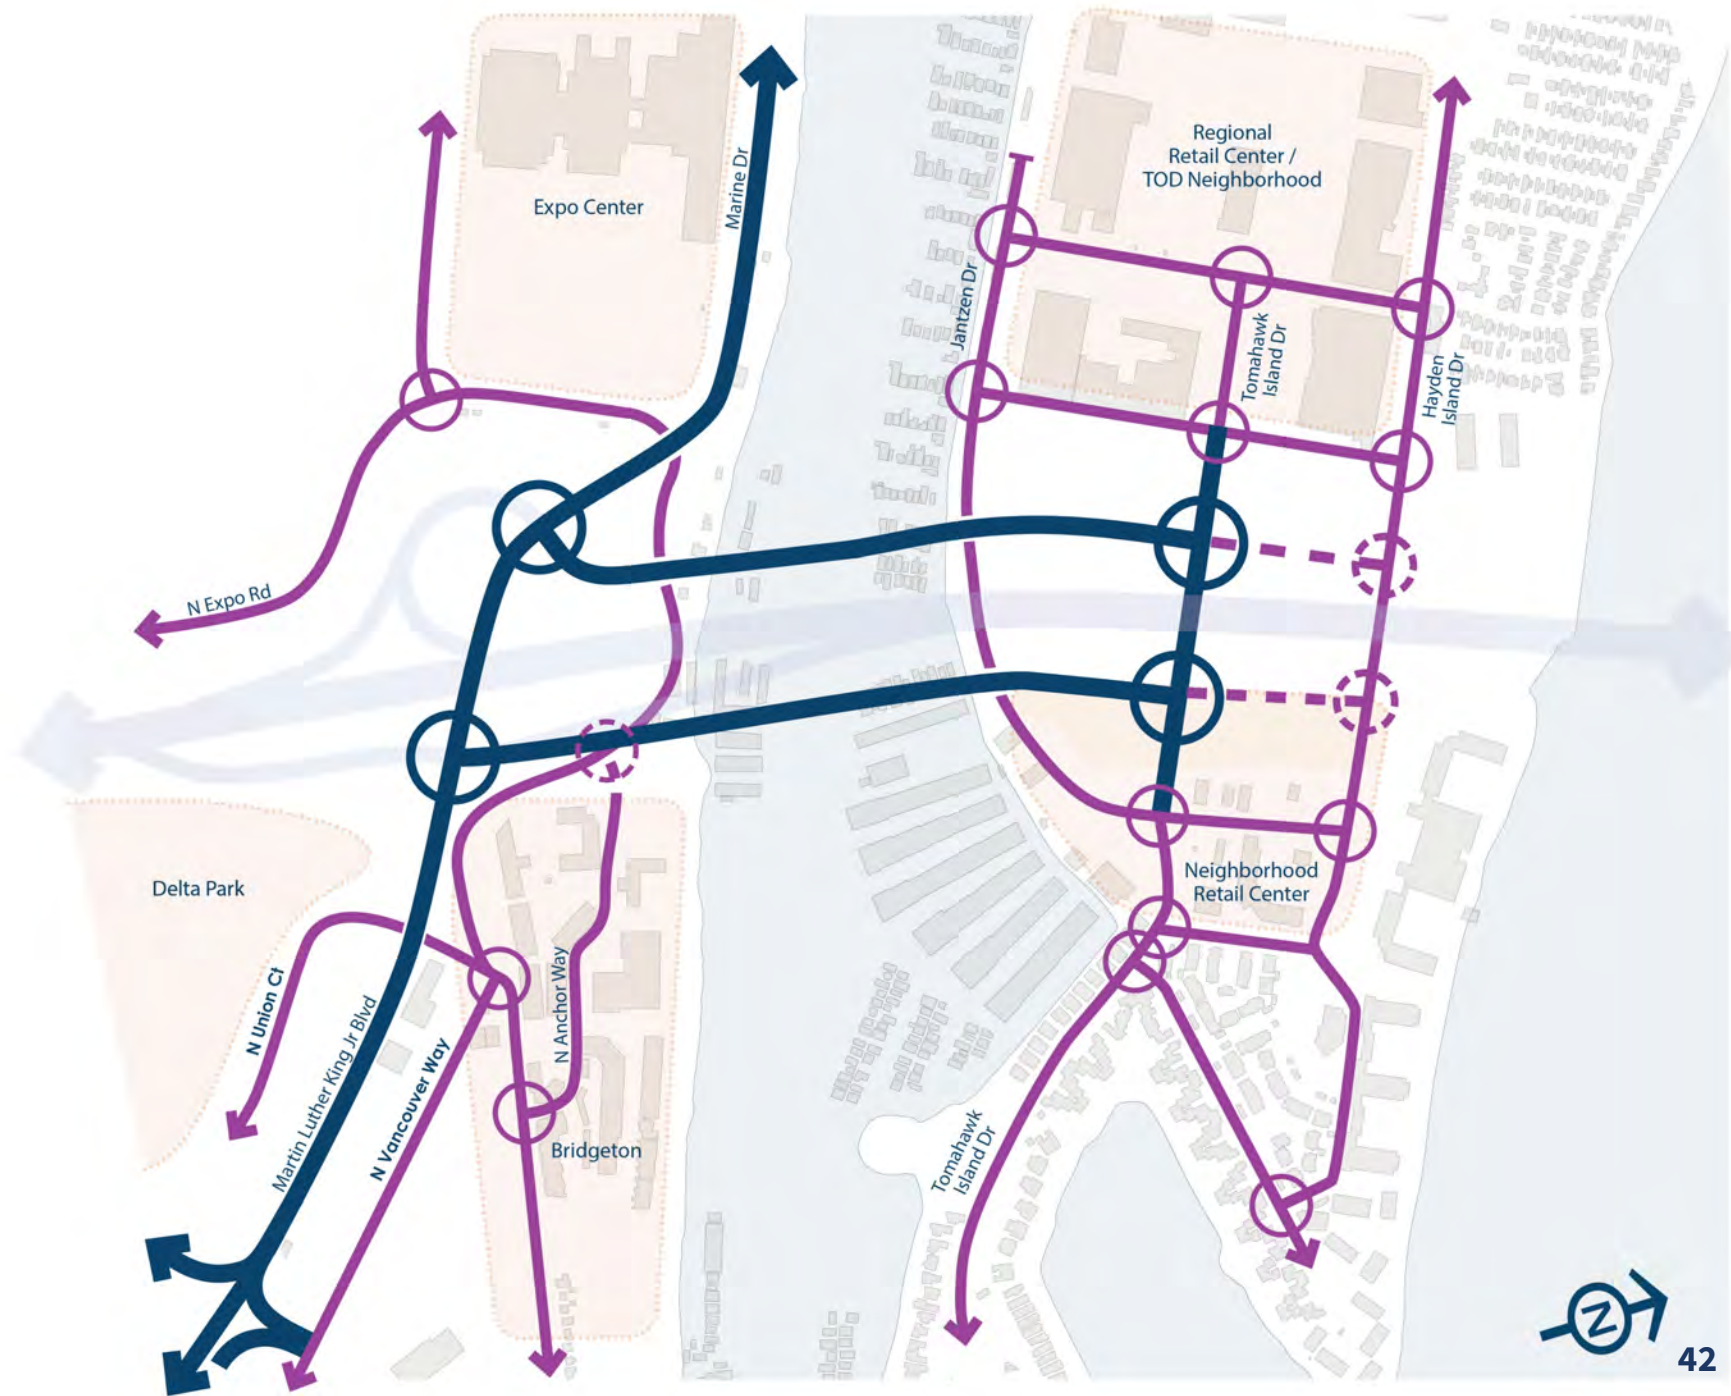 Regional
Retail Center /
TOD Neighborhood
Expo Center
Marine Dr
Jantzen Dr
Tomahawk
Island Dr
Hayden
Island Dr
N Expo Rd
Delta Park
Neighborhood
Retail Center
N Union Ct
Martin Luther King Jr Blvd
N Vancouver Way
N Anchor Way
Bridgeton
Tomahawk
Island Dr
N
42